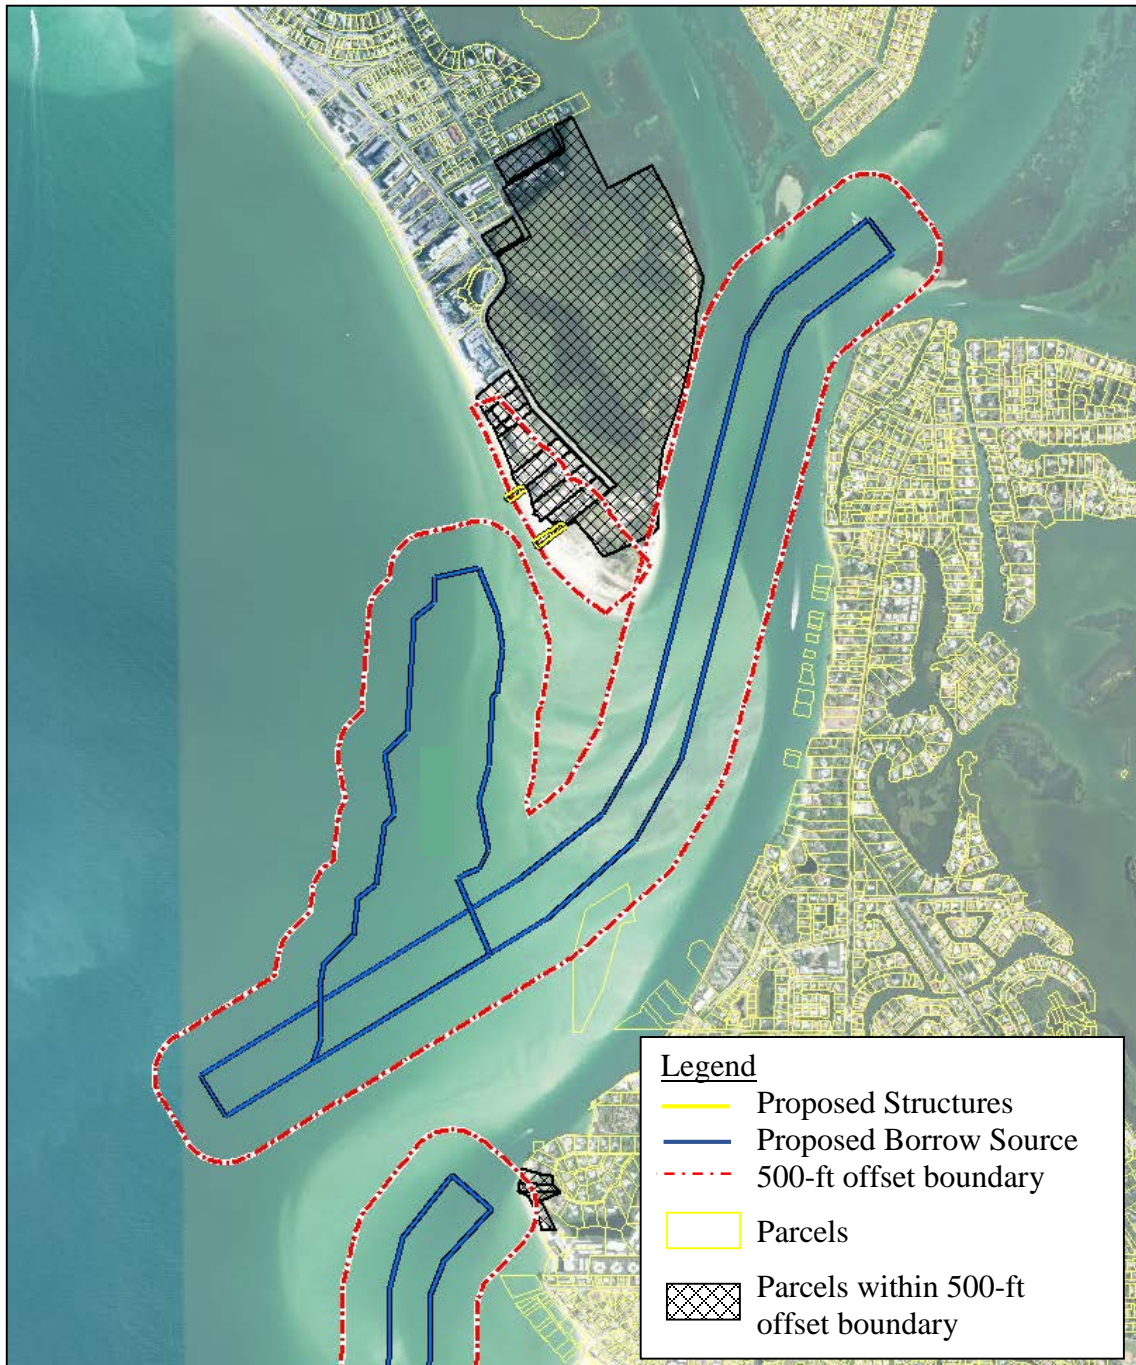 Legend
Proposed Structures
Proposed Borrow Source
500-ft offset boundary
Parcels
Parcels within 500-ft
offset boundary